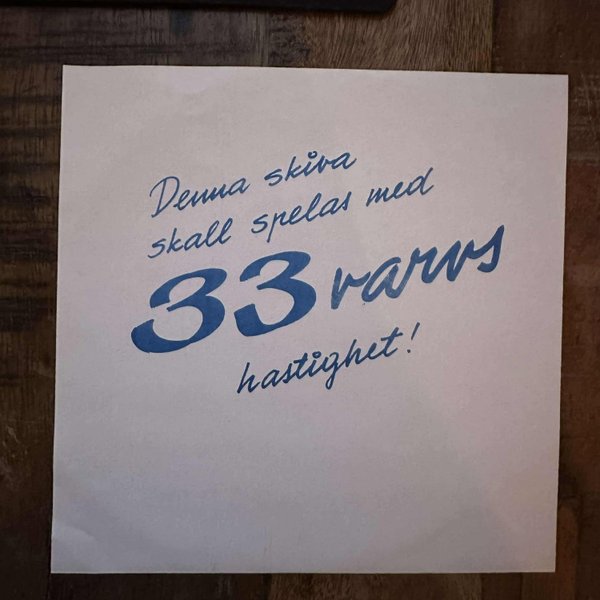 Denna skiva
skall spelas med
33 varvs
hastighet!